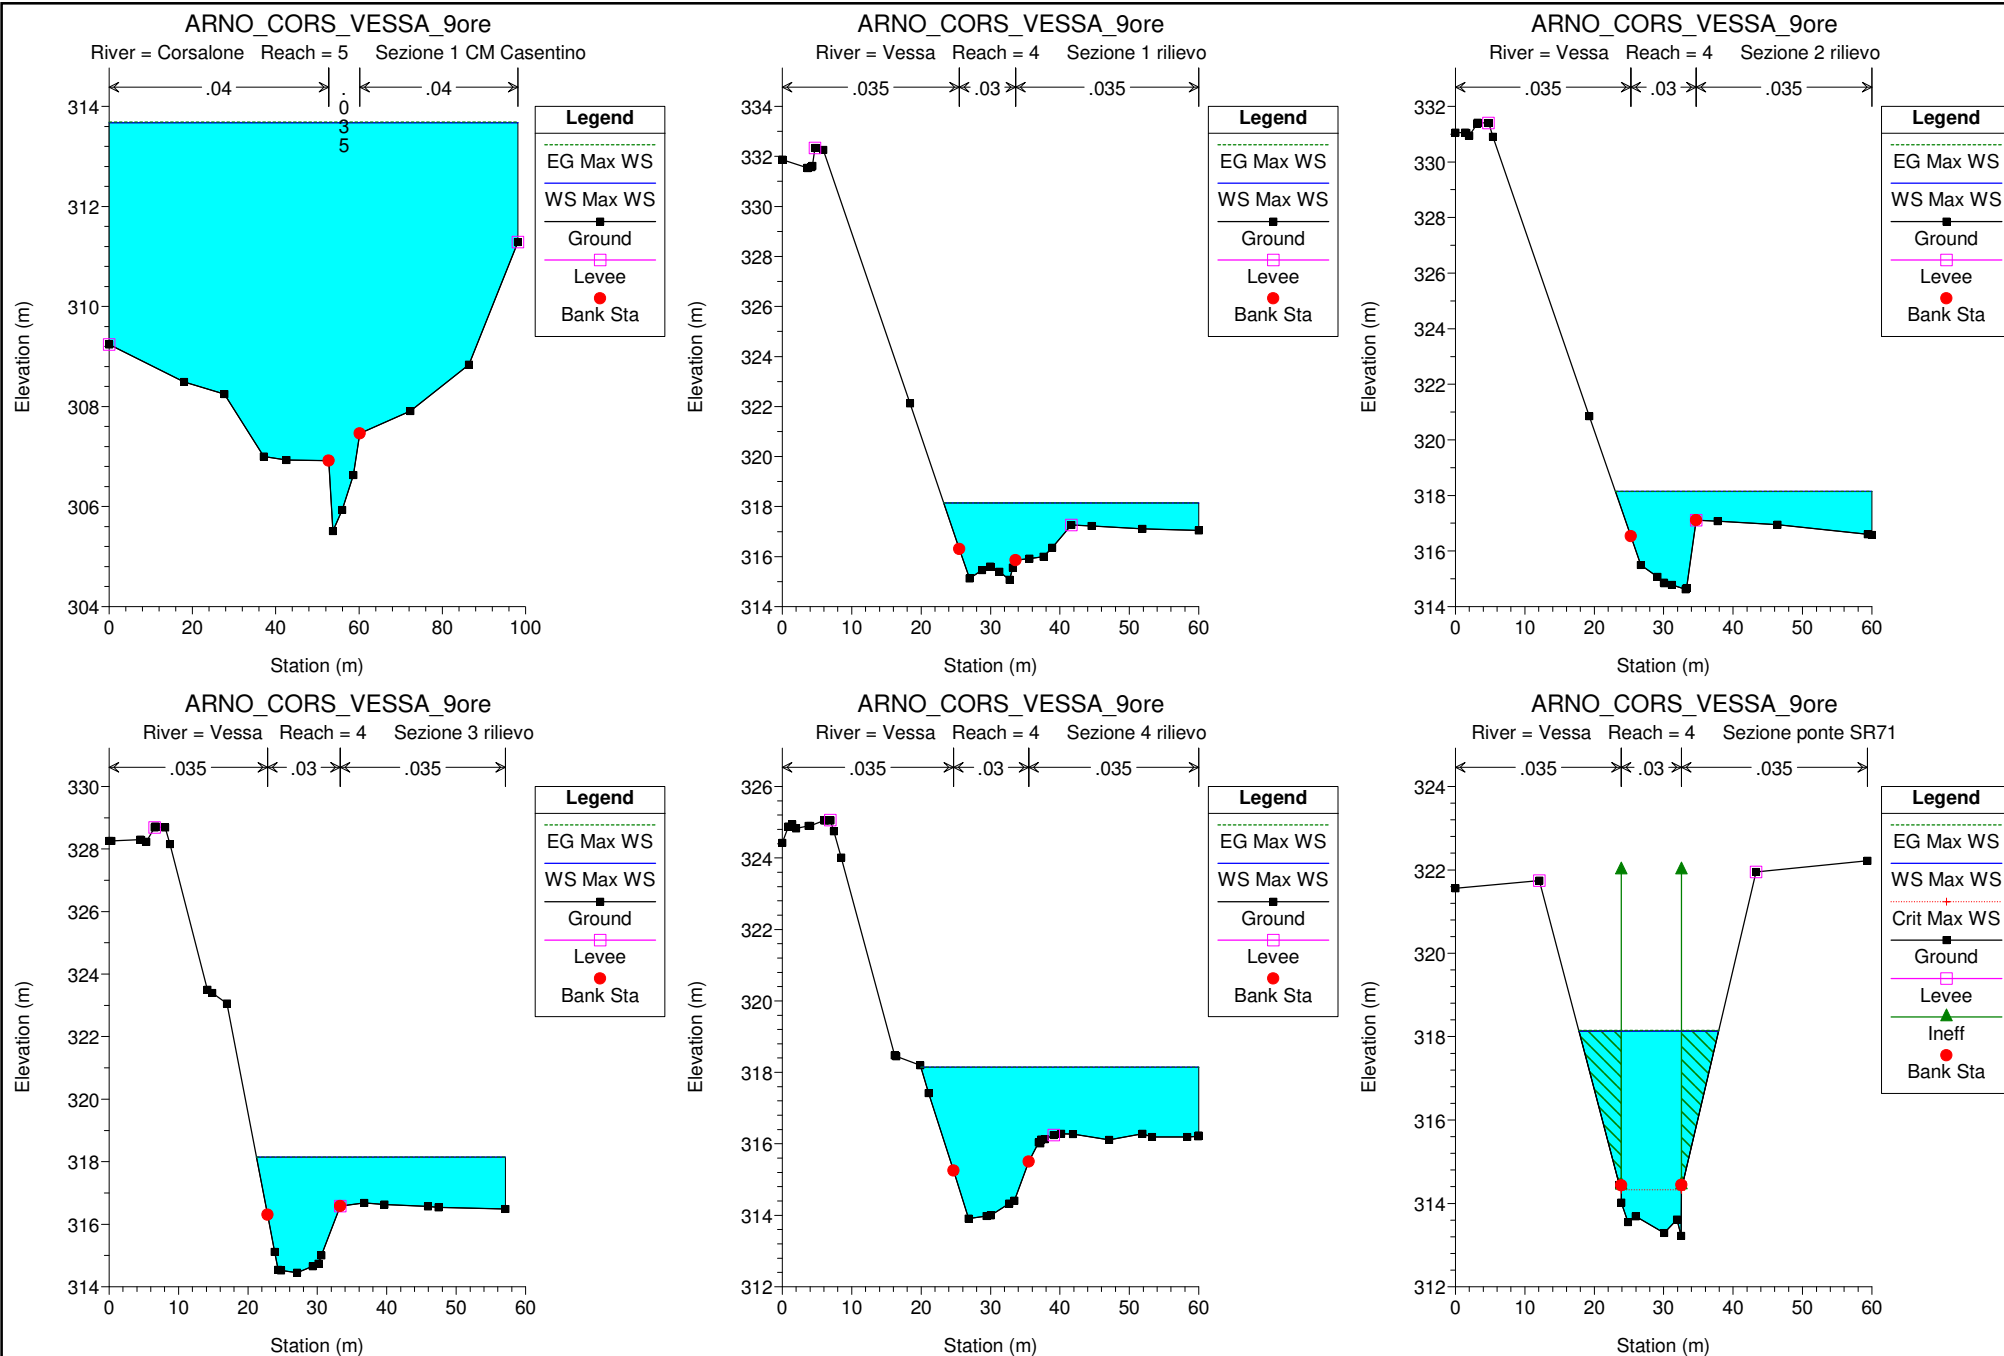 ARNO_CORS_VESSA_9ore
River = Corsalone Reach = 5 Sezione 1 CM Casentino
.04
.035
.04
314
312
310
308
306
304
0
20
40
60
80
100
Elevation (m)
Station (m)
Legend
EG Max WS
WS Max WS
Ground
Levee
Bank Sta
ARNO_CORS_VESSA_9ore
River = Vessa Reach = 4 Sezione 1 rilievo
.035
.03
.035
334
332
330
328
326
324
322
320
318
316
314
0
10
20
30
40
50
60
Elevation (m)
Station (m)
Legend
EG Max WS
WS Max WS
Ground
Levee
Bank Sta
ARNO_CORS_VESSA_9ore
River = Vessa Reach = 4 Sezione 2 rilievo
.035
.03
.035
332
330
328
326
324
322
320
318
316
314
0
10
20
30
40
50
60
Elevation (m)
Station (m)
Legend
EG Max WS
WS Max WS
Ground
Levee
Bank Sta
ARNO_CORS_VESSA_9ore
River = Vessa Reach = 4 Sezione 3 rilievo
.035
.03
.035
330
328
326
324
322
320
318
316
314
0
10
20
30
40
50
60
Elevation (m)
Station (m)
Legend
EG Max WS
WS Max WS
Ground
Levee
Bank Sta
ARNO_CORS_VESSA_9ore
River = Vessa Reach = 4 Sezione 4 rilievo
.035
.03
.035
326
324
322
320
318
316
314
312
0
10
20
30
40
50
60
Elevation (m)
Station (m)
Legend
EG Max WS
WS Max WS
Ground
Levee
Bank Sta
ARNO_CORS_VESSA_9ore
River = Vessa Reach = 4 Sezione ponte SR71
.035
.03
.035
324
322
320
318
316
314
312
0
10
20
30
40
50
60
Elevation (m)
Station (m)
Legend
EG Max WS
WS Max WS
Crit Max WS
Ground
Levee
Ineff
Bank Sta